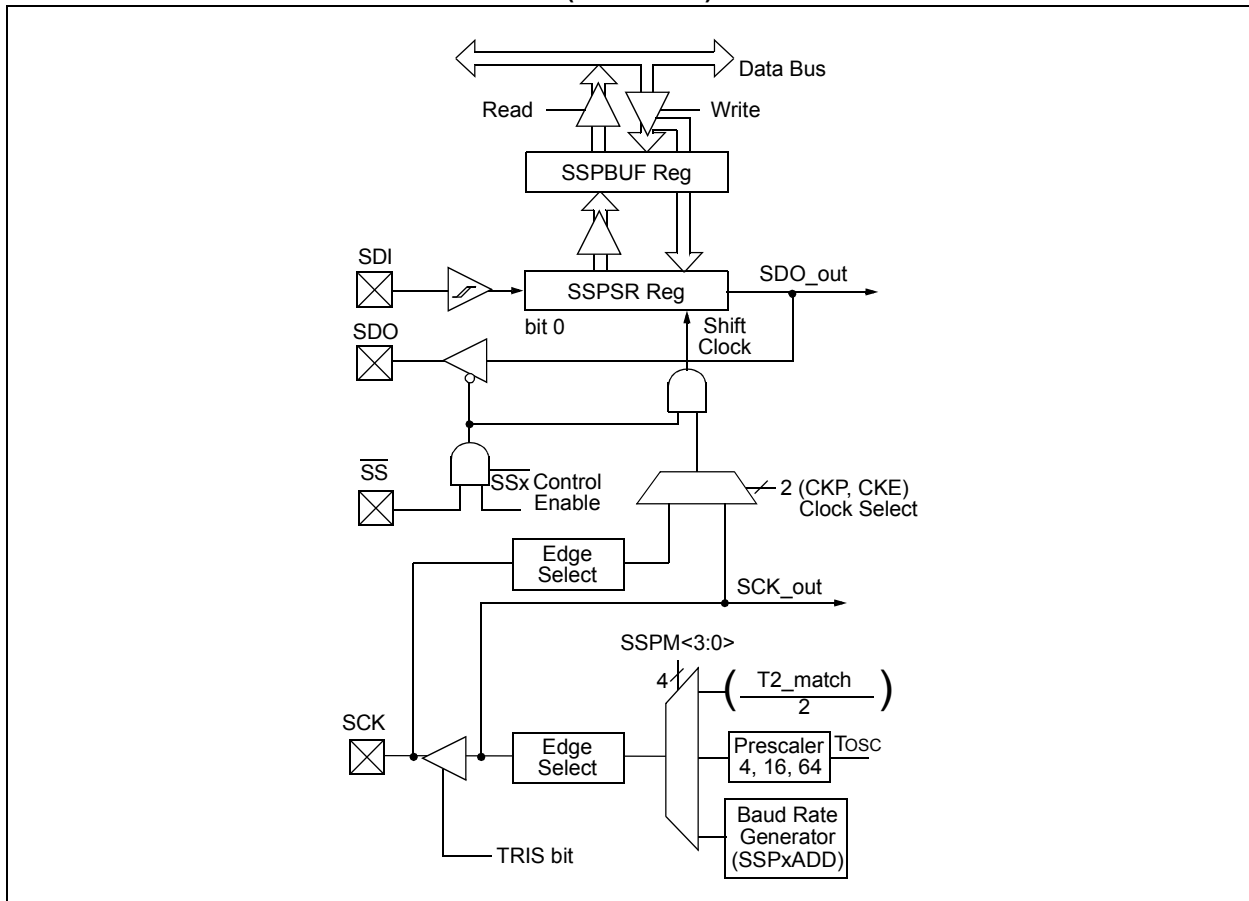 Data Bus
Read
Write
SSPBUF Reg
SDI
SSPSR Reg
SDO_out
bit 0
Shift
Clock
SDO
SS
SSx Control
Enable
2 (CKP, CKE)
Clock Select
Edge
Select
SCK_out
SSPM<3:0>
4
( T2_match )
2
SCK
Edge
Select
Prescaler
4, 16, 64
TOSC
Baud Rate
Generator
(SSPxADD)
TRIS bit